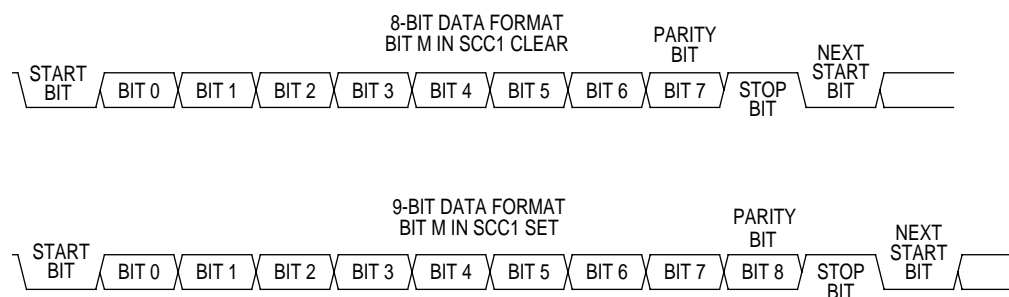 8-BIT DATA FORMAT
BIT M IN SCC1 CLEAR
PARITY
BIT
START
BIT
BIT 0
BIT 1
BIT 2
BIT 3
BIT 4
BIT 5
BIT 6
BIT 7
STOP
BIT
NEXT
START
BIT
9-BIT DATA FORMAT
BIT M IN SCC1 SET
PARITY
BIT
START
BIT
BIT 0
BIT 1
BIT 2
BIT 3
BIT 4
BIT 5
BIT 6
BIT 7
BIT 8
STOP
BIT
NEXT
START
BIT